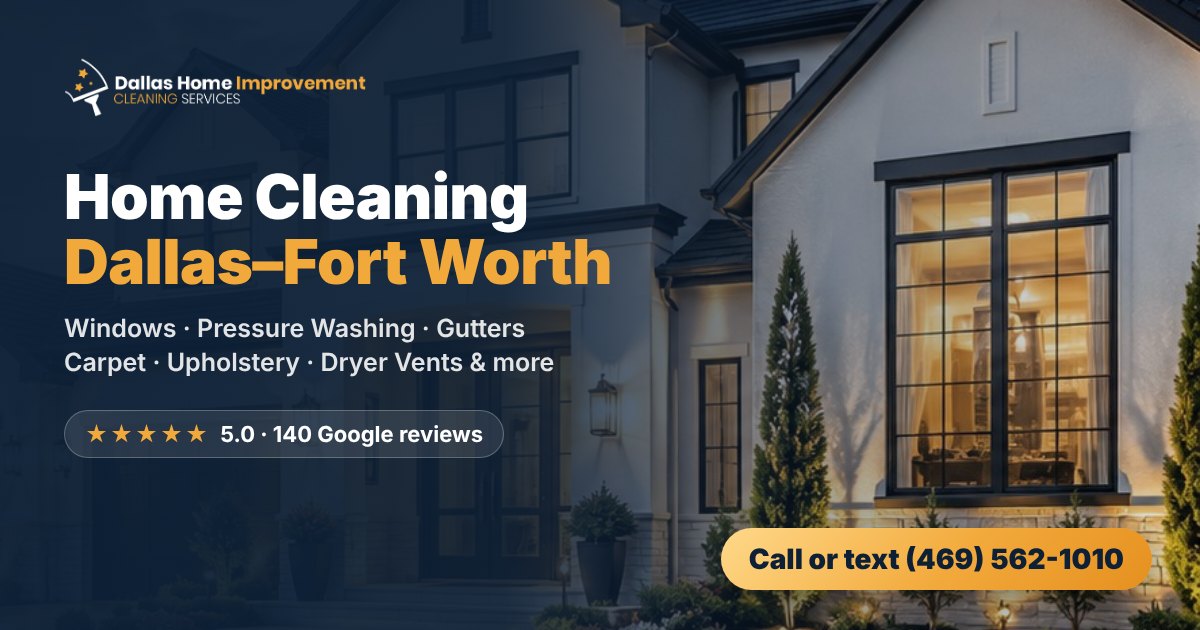 Dallas Home Improvement
CLEANING SERVICES
Home Cleaning
Dallas–Fort Worth
Windows · Pressure Washing · Gutters
Carpet · Upholstery · Dryer Vents & more
★★★★★ 5.0 · 140 Google reviews
Call or text (469) 562-1010